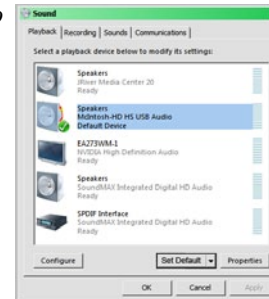 Sound
Playback
Recording
Sounds
Communications
Select a playback device below to modify its settings:
Speakers
JRiver Media Center 20
Ready
Speakers
McIntosh-HD HS USB Audio
Default Device
EA273WM-1
NVIDIA High Definition Audio
Ready
Speakers
SoundMAX Integrated Digital HD Audio
Ready
SPDIF Interface
SoundMAX Integrated Digital HD Audio
Ready
Configure
Set Default
Properties
OK
Cancel
Apply